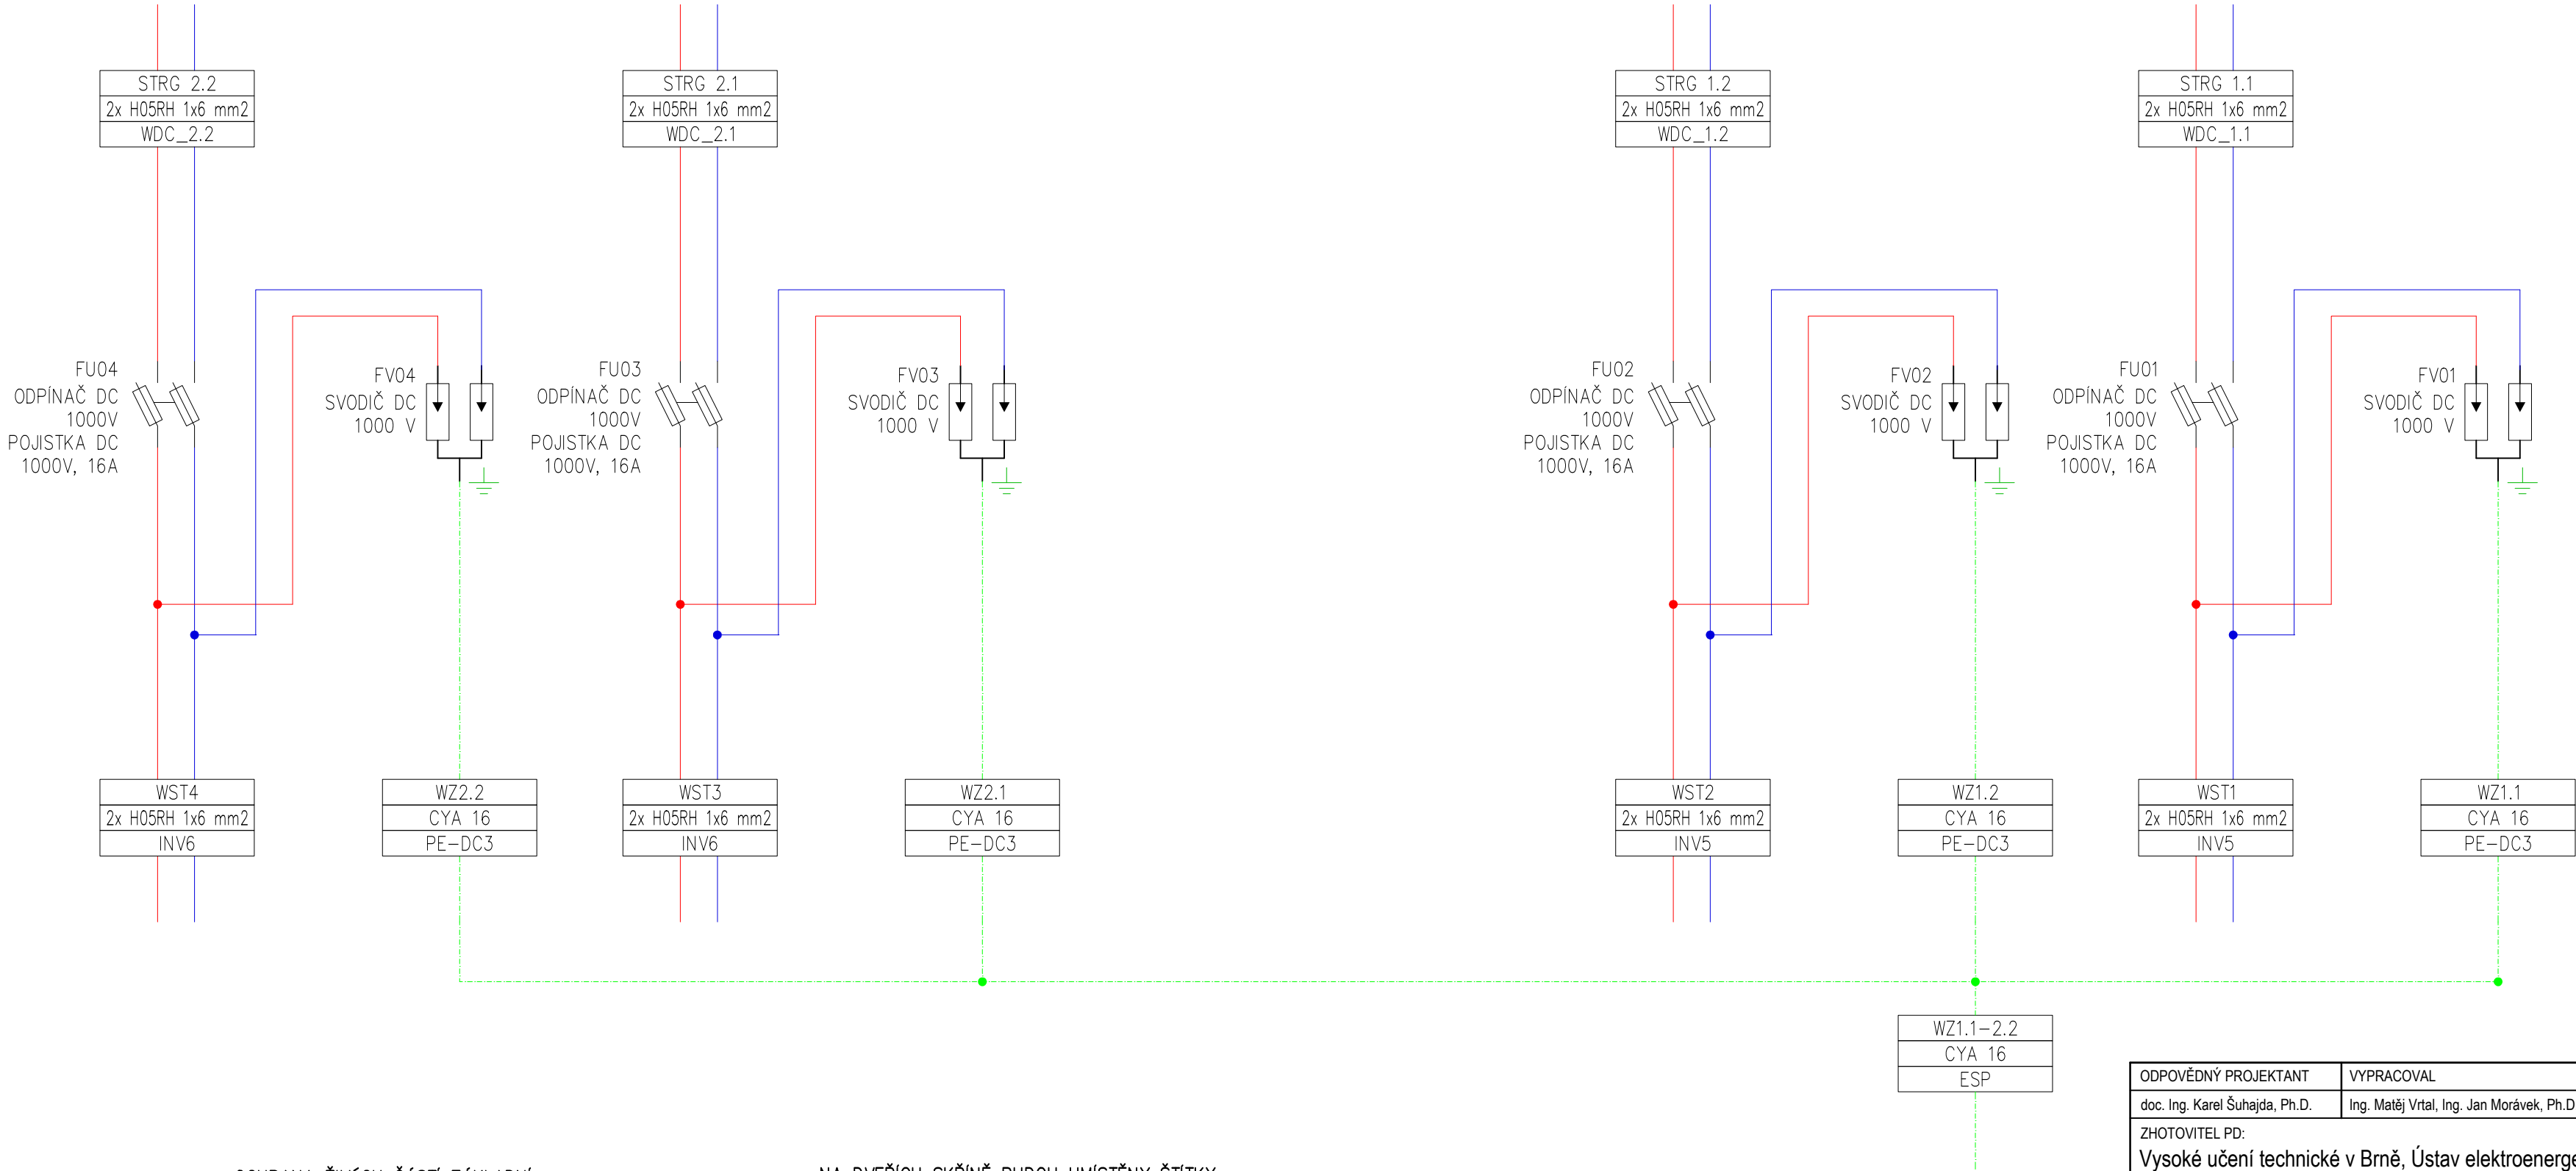 STRG 2.2
2x H05RH 1x6 mm2
WDC_2.2
STRG 2.1
2x H05RH 1x6 mm2
WDC_2.1
STRG 1.2
2x H05RH 1x6 mm2
WDC_1.2
STRG 1.1
2x H05RH 1x6 mm2
WDC_1.1
FU04
ODPÍNAČ DC
1000V
POJISTKA DC
1000V, 16A
FV04
SVODIČ DC
1000 V
FU03
ODPÍNAČ DC
1000V
POJISTKA DC
1000V, 16A
FV03
SVODIČ DC
1000 V
FU02
ODPÍNAČ DC
1000V
POJISTKA DC
1000V, 16A
FV02
SVODIČ DC
1000 V
FU01
ODPÍNAČ DC
1000V
POJISTKA DC
1000V, 16A
FV01
SVODIČ DC
1000 V
WST4
2x H05RH 1x6 mm2
INV6
WZ2.2
CYA 16
PE-DC3
WST3
2x H05RH 1x6 mm2
INV6
WZ2.1
CYA 16
PE-DC3
WST2
2x H05RH 1x6 mm2
INV5
WZ1.2
CYA 16
PE-DC3
WST1
2x H05RH 1x6 mm2
INV5
WZ1.1
CYA 16
PE-DC3
WZ1.1-2.2
CYA 16
ESP
ODPOVĚDNÝ PROJEKTANT
VYPRACOVAL
doc. Ing. Karel Šuhajda, Ph.D.
Ing. Matěj Vrtal, Ing. Jan Morávek, Ph.D
ZHOTOVITEL PD:
Vysoké učení technické v Brně, Ústav elektroenerge
NA DVEŘÍCH SKŘÍNĚ BUDOU UMÍSTĚNY ŠTÍTKY